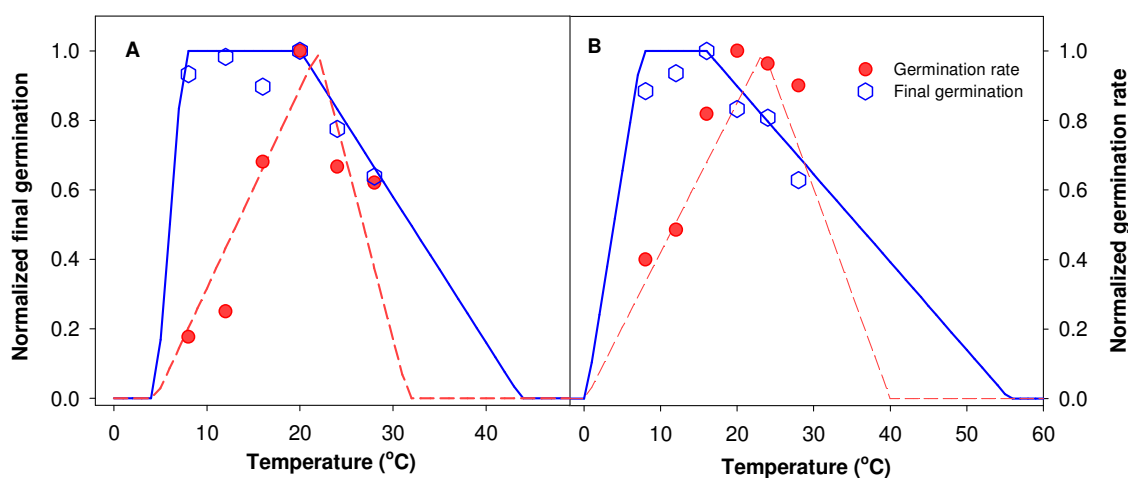 A
B
Germination rate
Final germination
Normalized final germination
1.0
0.8
0.6
0.4
0.2
0.0
Normalized germination rate
1.0
0.8
0.6
0.4
0.2
0.0
0 10 20 30 40
Temperature (°C)
0 10 20 30 40 50 60
Temperature (°C)